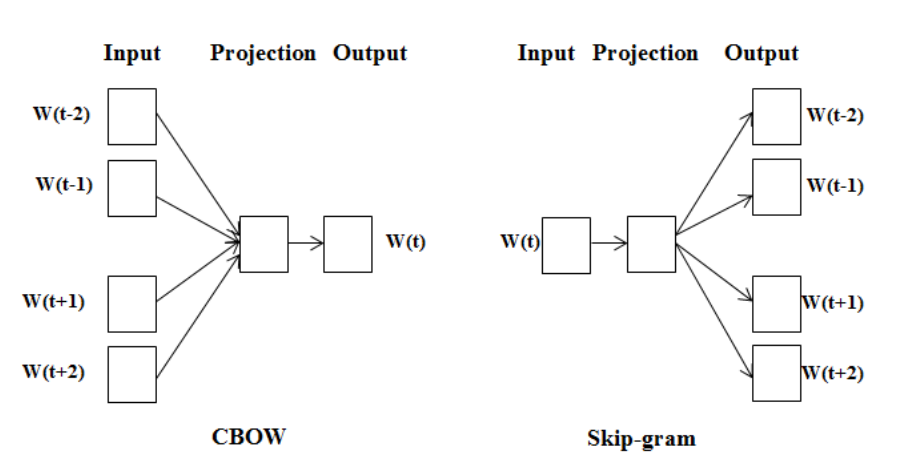 Input Projection Output
W(t-2)
W(t-1)
W(t)
W(t+1)
W(t+2)
CBOW
Input Projection Output
W(t-2)
W(t-1)
W(t)
W(t+1)
W(t+2)
Skip-gram